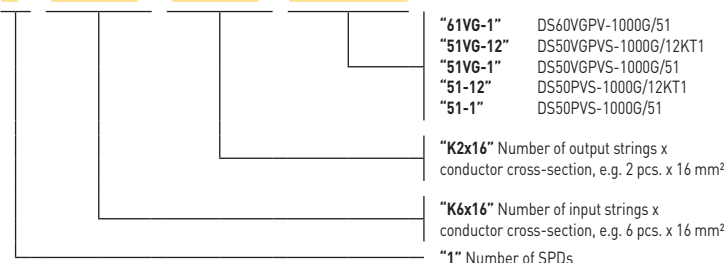 “61VG-1” DS60VGPV-1000G/51
“51VG-12” DS50VGPVS-1000G/12KT1
“51VG-1” DS50VGPVS-1000G/51
“51-12” DS50PVS-1000G/12KT1
“51-1” DS50PVS-1000G/51
“K2x16” Number of output strings x
conductor cross-section, e.g. 2 pcs. x 16 mm²
“K6x16” Number of input strings x
conductor cross-section, e.g. 6 pcs. x 16 mm²
“1” Number of SPDs